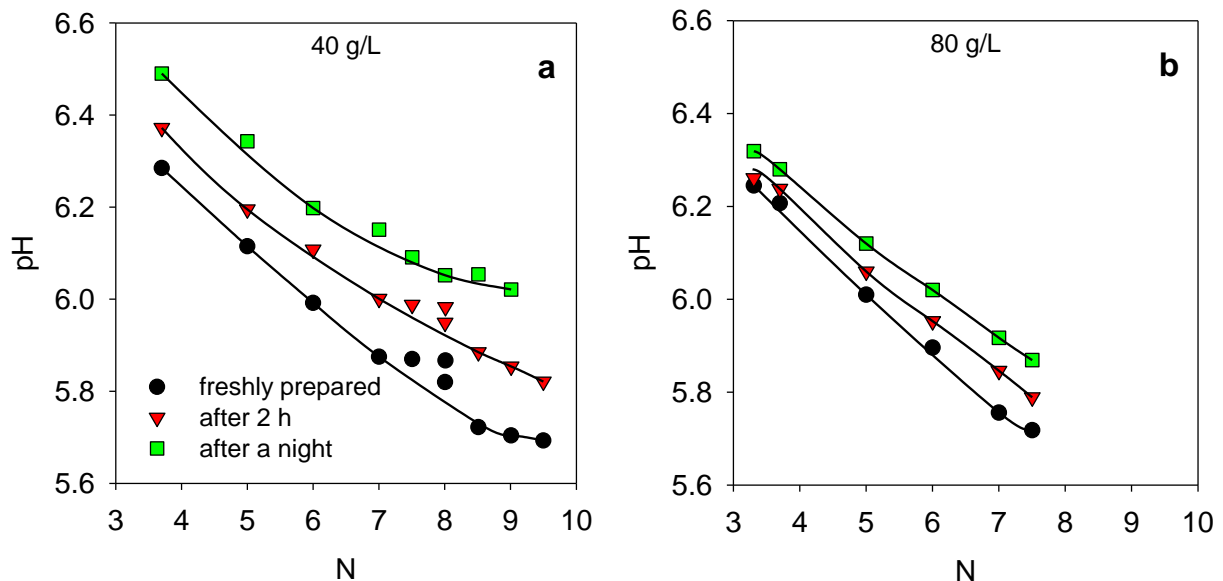 40 g/L
a
6.6
6.4
6.2
6.0
5.8
5.6
pH
freshly prepared
after 2 h
after a night
3 4 5 6 7 8 9 10
N
80 g/L
b
6.6
6.4
6.2
6.0
5.8
5.6
pH
3 4 5 6 7 8 9 10
N